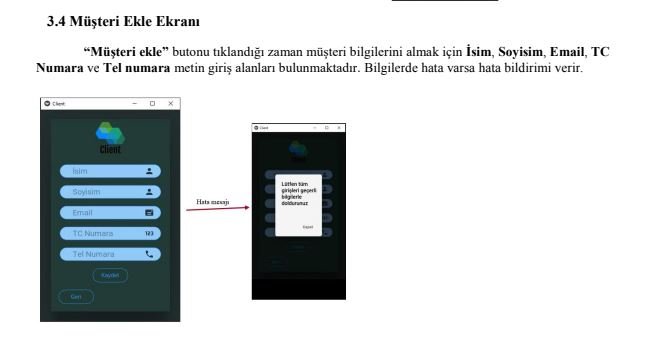 3.4 Müşteri Ekle Ekranı
“Müşteri ekle” butonu tıklandığı zaman müşteri bilgilerini almak için İsim, Soyisim, Email, TC
Numara ve Tel numara metin giriş alanları bulunmaktadır. Bilgilerde hata varsa hata bildirimi verir.
Client
Client
İsim
Soyisim
Email
TC Numara
123
Tel Numara
Kaydet
Geri
Hata mesajı
Client
Lütfen tüm
girişleri geçerli
bilgilerle
doldurunuz